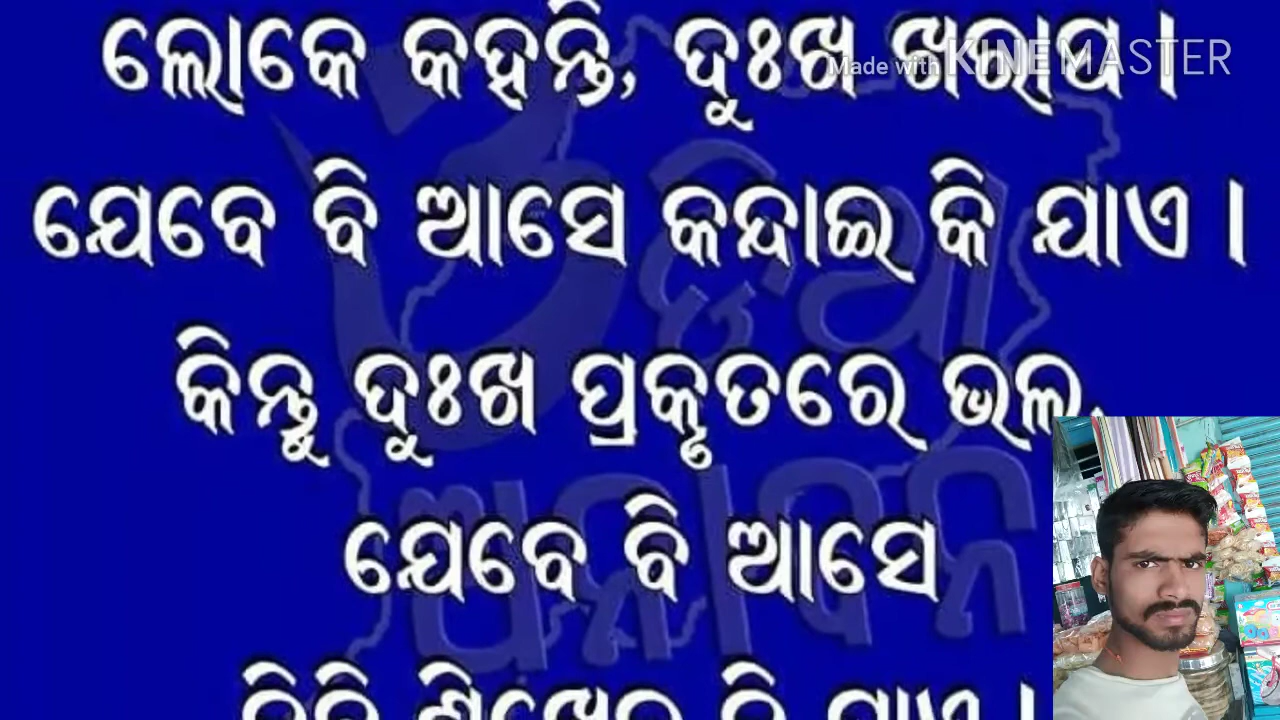 ଲୋକେ କହନ୍ତି, ଦୁଃଖ ଖରାପ ।
Made with KINEMASTER
ଯେବେ ବି ଆସେ କନ୍ଦାଇ କି ଯାଏ ।
କିନ୍ତୁ ଦୁଃଖ ପ୍ରକୃତରେ ଭଲ,
ଯେବେ ବି ଆସେ
କି ଯାଏ ।